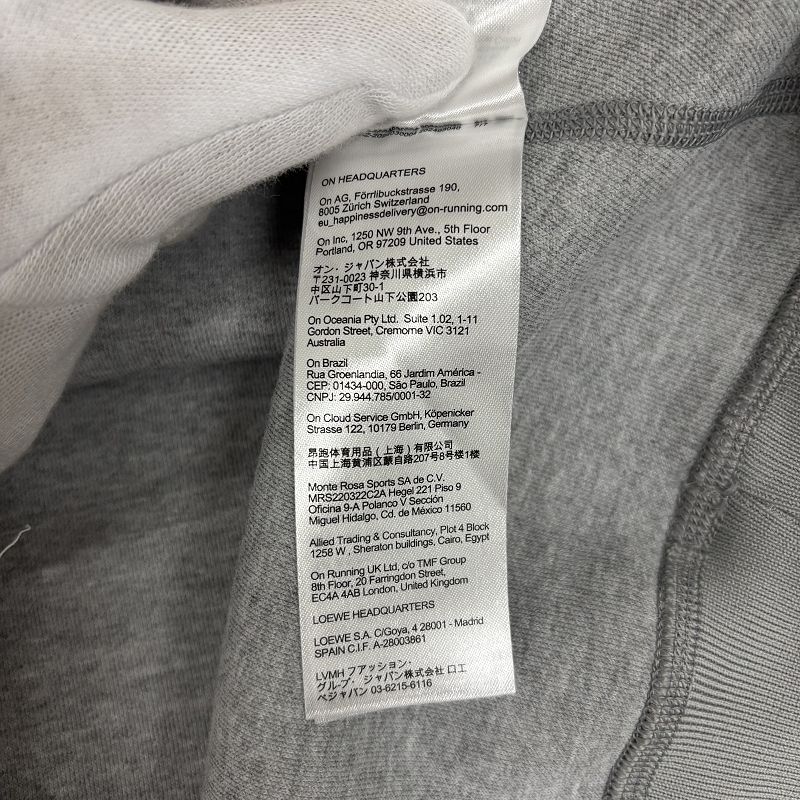 ON HEADQUARTERS
On AG, Förrlibuckstrasse 190,
8005 Zürich Switzerland
eu_happinessdelivery@on-running.com
On Inc, 1250 NW 9th Ave., 5th Floor
Portland, OR 97209 United States
オン・ジャパン株式会社
〒231-0023 神奈川県横浜市
中区山下町30-1
パークコート山下公園203
On Oceania Pty Ltd. Suite 1.02, 1-11
Gordon Street, Cremorne VIC 3121
Australia
On Brazil
Rua Groenlandia, 66 Jardim América -
CEP: 01434-000, São Paulo, Brazil
CNPJ: 29.944.785/0001-32
On Cloud Service GmbH, Köpenicker
Strasse 122, 10179 Berlin, Germany
昂跑体育用品（上海）有限公司
中国上海黄浦区蒙自路207号8号楼1楼
Monte Rosa Sports SA de C.V.
MRS220322C2A Hegel 221 Piso 9
Oficina 9-A Polanco V Sección
Miguel Hidalgo, Cd. de México 11560
Allied Trading & Consultancy, Plot 4 Block
1258 W , Sheraton buildings, Cairo, Egypt
On Running UK Ltd, c/o TMF Group
8th Floor, 20 Farringdon Street,
EC4A 4AB London, United Kingdom
LOEWE HEADQUARTERS
LOEWE S.A. C/Goya, 4 28001 - Madrid
SPAIN C.I.F. A-28003861
LVMH ファッション・
グループ・ジャパン株式会社 ロエ
ベジャパン 03-6215-6116